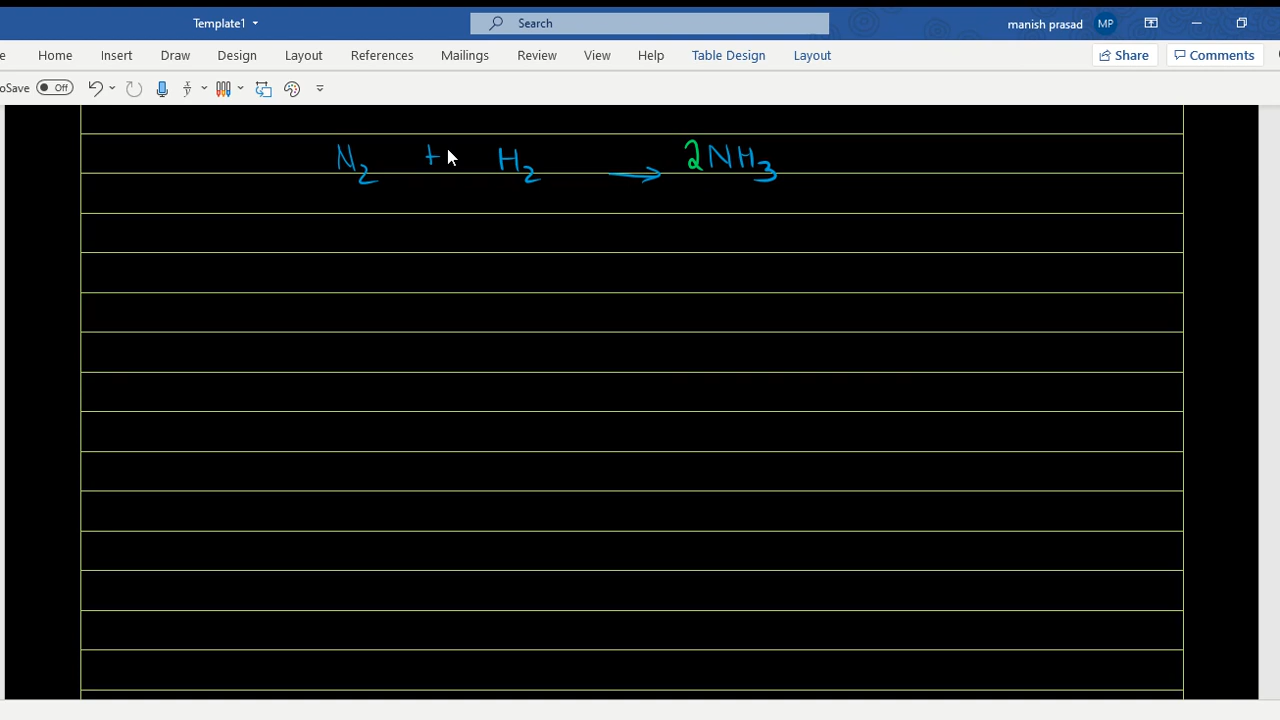 Template1
Search
manish prasad MP
e Home Insert Draw Design Layout References Mailings Review View Help Table Design Layout Share Comments
oSave Off
N₂ + H₂ → 2NH₃